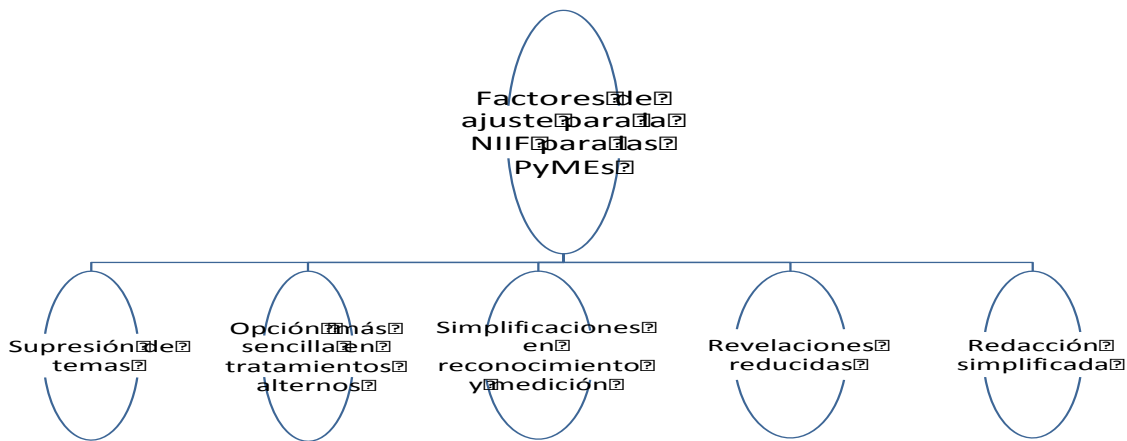 Factores de
ajuste para la
NIIF para las
PyMEs
Supresión de
temas
Opción más
sencilla en
tratamientos
alternos
Simplificaciones
en
reconocimiento
y medición
Revelaciones
reducidas
Redacción
simplificada